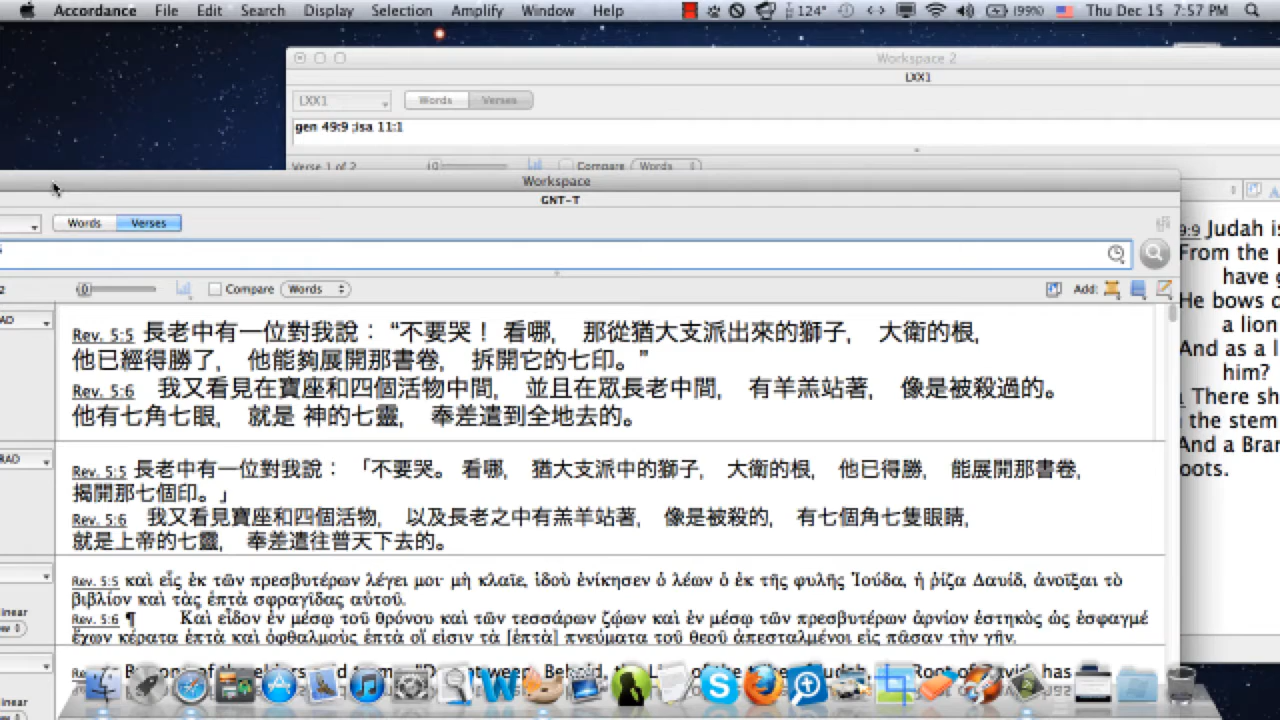 Accordance File Edit Search Display Selection Amplify Window Help 124° (99%) Thu Dec 15 7:57 PM
Workspace 2
LXX1
LXX1 Words Verses
gen 49:9 ;isa 11:1
Verse 1 of 2 Compare Words
Workspace
GNT-T
Words Verses
Compare Words Add:
Rev. 5:5 長老中有一位對我說： “不要哭！ 看哪， 那從猶大支派出來的獅子， 大衛的根，
他已經得勝了， 他能夠展開那書卷， 拆開它的七印。”
Rev. 5:6 我又看見在寶座和四個活物中間， 並且在眾長老中間， 有羊羔站著， 像是被殺過的。
他有七角七眼， 就是 神的七靈， 奉差遣到全地去的。
Rev. 5:5 長老中有一位對我說： 「不要哭。 看哪， 猶大支派中的獅子， 大衛的根， 他已得勝， 能展開那書卷，
揭開那七個印。」
Rev. 5:6 我又看見寶座和四個活物， 以及長老之中有羔羊站著， 像是被殺的， 有七個角七隻眼睛，
就是上帝的七靈， 奉差遣往普天下去的。
Rev. 5:5 καὶ εἷς ἐκ τῶν πρεσβυτέρων λέγει μοι· μὴ κλαῖε, ἰδοὺ ἐνίκησεν ὁ λέων ὁ ἐκ τῆς φυλῆς Ἰούδα, ἡ ῥίζα Δαυίδ, ἀνοῖξαι τὸ
βιβλίον καὶ τὰς ἑπτὰ σφραγῖδας αὐτοῦ.
Rev. 5:6 ¶ Καὶ εἶδον ἐν μέσῳ τοῦ θρόνου καὶ τῶν τεσσάρων ζῴων καὶ ἐν μέσῳ τῶν πρεσβυτέρων ἀρνίον ἑστηκὸς ὡς ἐσφαγμέ
ἔχων κέρατα ἑπτὰ καὶ ὀφθαλμοὺς ἑπτὰ οἵ εἰσιν τὰ [ἑπτὰ] πνεύματα τοῦ θεοῦ ἀπεσταλμένοι εἰς πᾶσαν τὴν γῆν.
9:9 Judah is
From the p
have g
He bows d
a lion
And as a l
him?
There sh
the stem
And a Bran
oots.